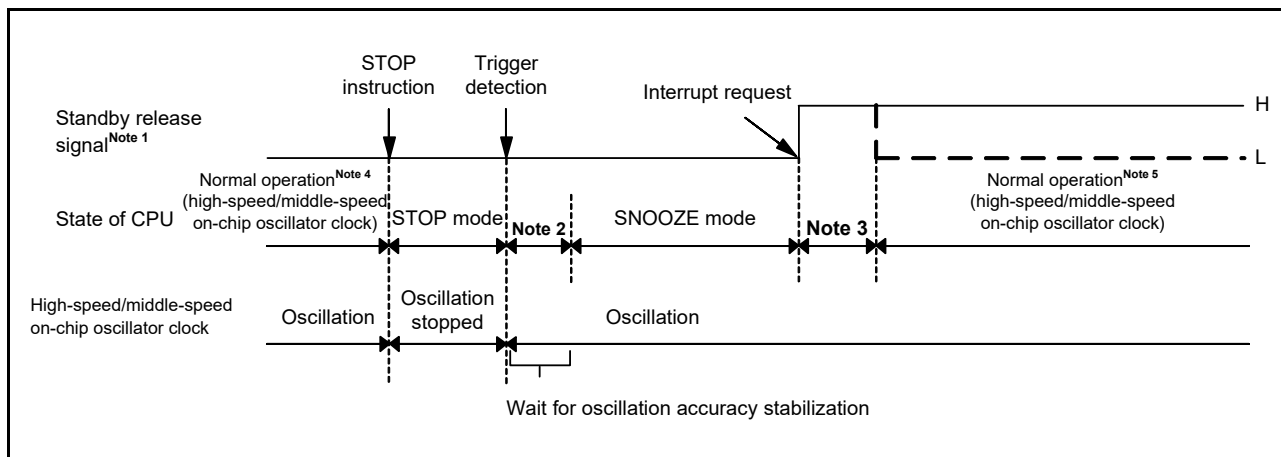 STOP
instruction
Trigger
detection
Interrupt request
Standby release
signalNote 1
H
L
State of CPU
Normal operationNote 4
(high-speed/middle-speed
on-chip oscillator clock)
STOP mode
Note 2
SNOOZE mode
Note 3
Normal operationNote 5
(high-speed/middle-speed
on-chip oscillator clock)
High-speed/middle-speed
on-chip oscillator clock
Oscillation
Oscillation
stopped
Oscillation
Wait for oscillation accuracy stabilization